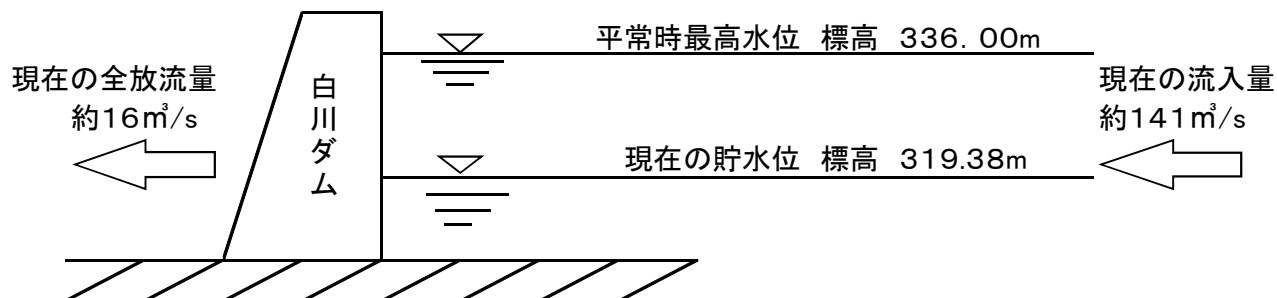 平常時最高水位 標高 336.00m
現在の全放流量
約16㎥/s
白川ダム
現在の流入量
約141㎥/s
現在の貯水位 標高 319.38m